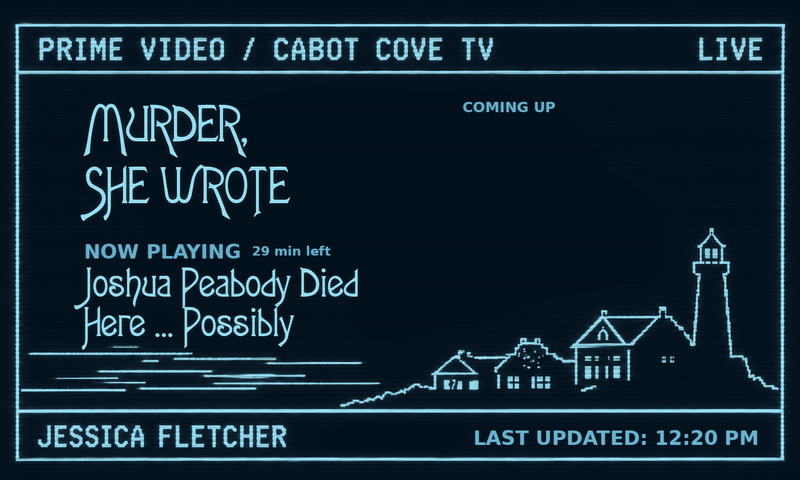 PRIME VIDEO / CABOT COVE TV
LIVE
MURDER,
SHE WROTE
COMING UP
NOW PLAYING 29 min left
Joshua Peabody Died
Here ... Possibly
JESSICA FLETCHER
LAST UPDATED: 12:20 PM